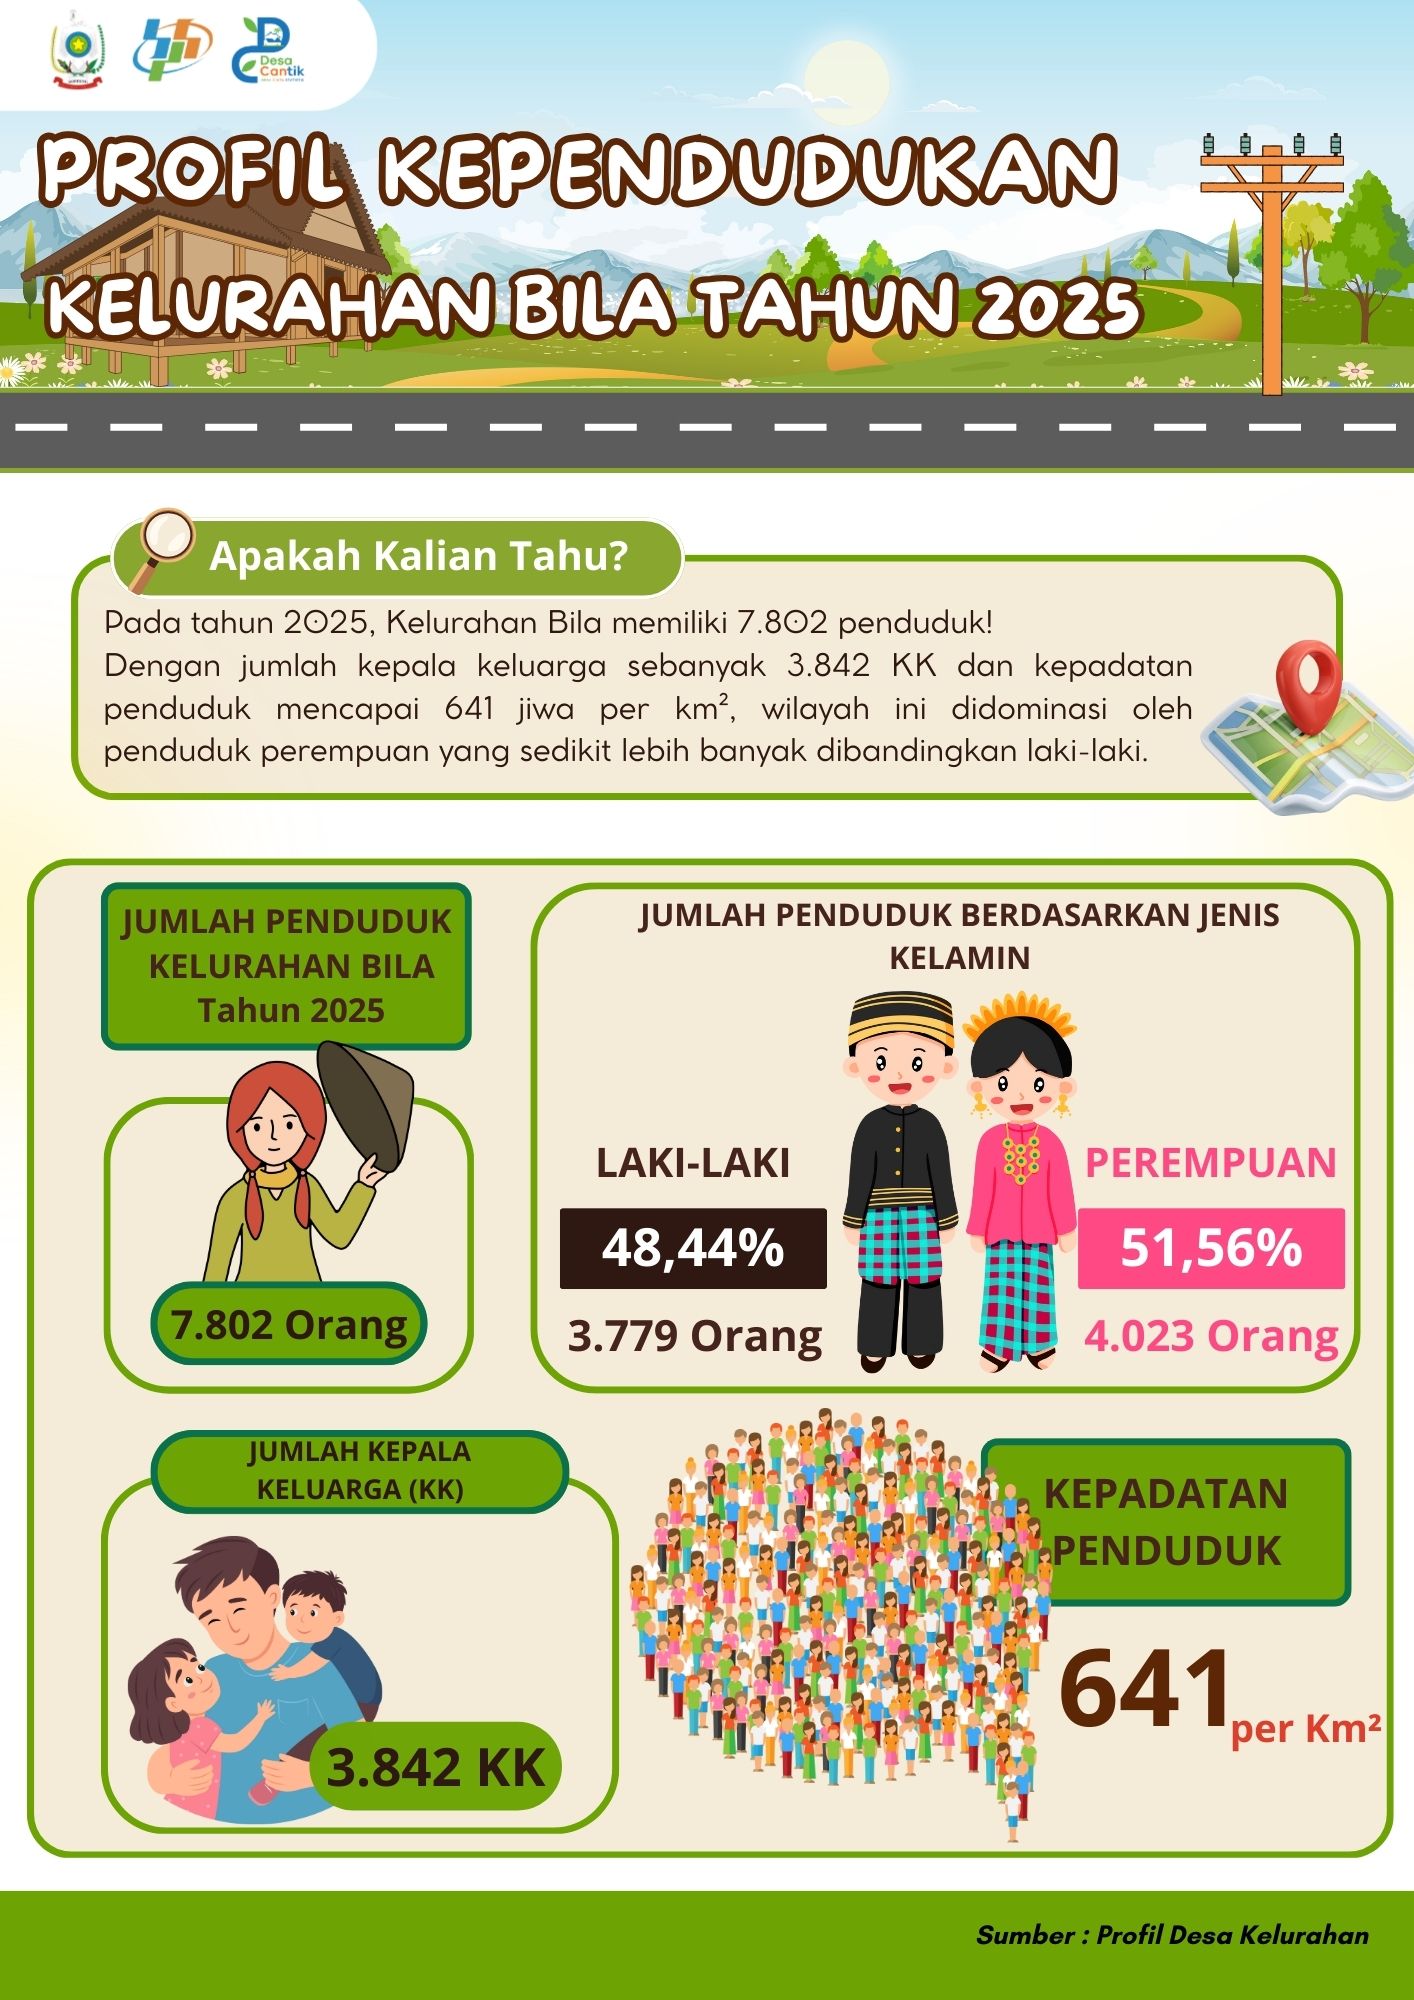 Desa
Cantik
PROFIL KEPENDUDUKAN
KELURAHAN BILA TAHUN 2025
Apakah Kalian Tahu?
Pada tahun 2025, Kelurahan Bila memiliki 7.802 penduduk!
Dengan jumlah kepala keluarga sebanyak 3.842 KK dan kepadatan
penduduk mencapai 641 jiwa per km², wilayah ini didominasi oleh
penduduk perempuan yang sedikit lebih banyak dibandingkan laki-laki.
JUMLAH PENDUDUK
KELURAHAN BILA
Tahun 2025
7.802 Orang
JUMLAH PENDUDUK BERDASARKAN JENIS
KELAMIN
LAKI-LAKI
48,44%
3.779 Orang
PEREMPUAN
51,56%
4.023 Orang
JUMLAH KEPALA
KELUARGA (KK)
3.842 KK
KEPADATAN
PENDUDUK
641 per Km²
Sumber : Profil Desa Kelurahan